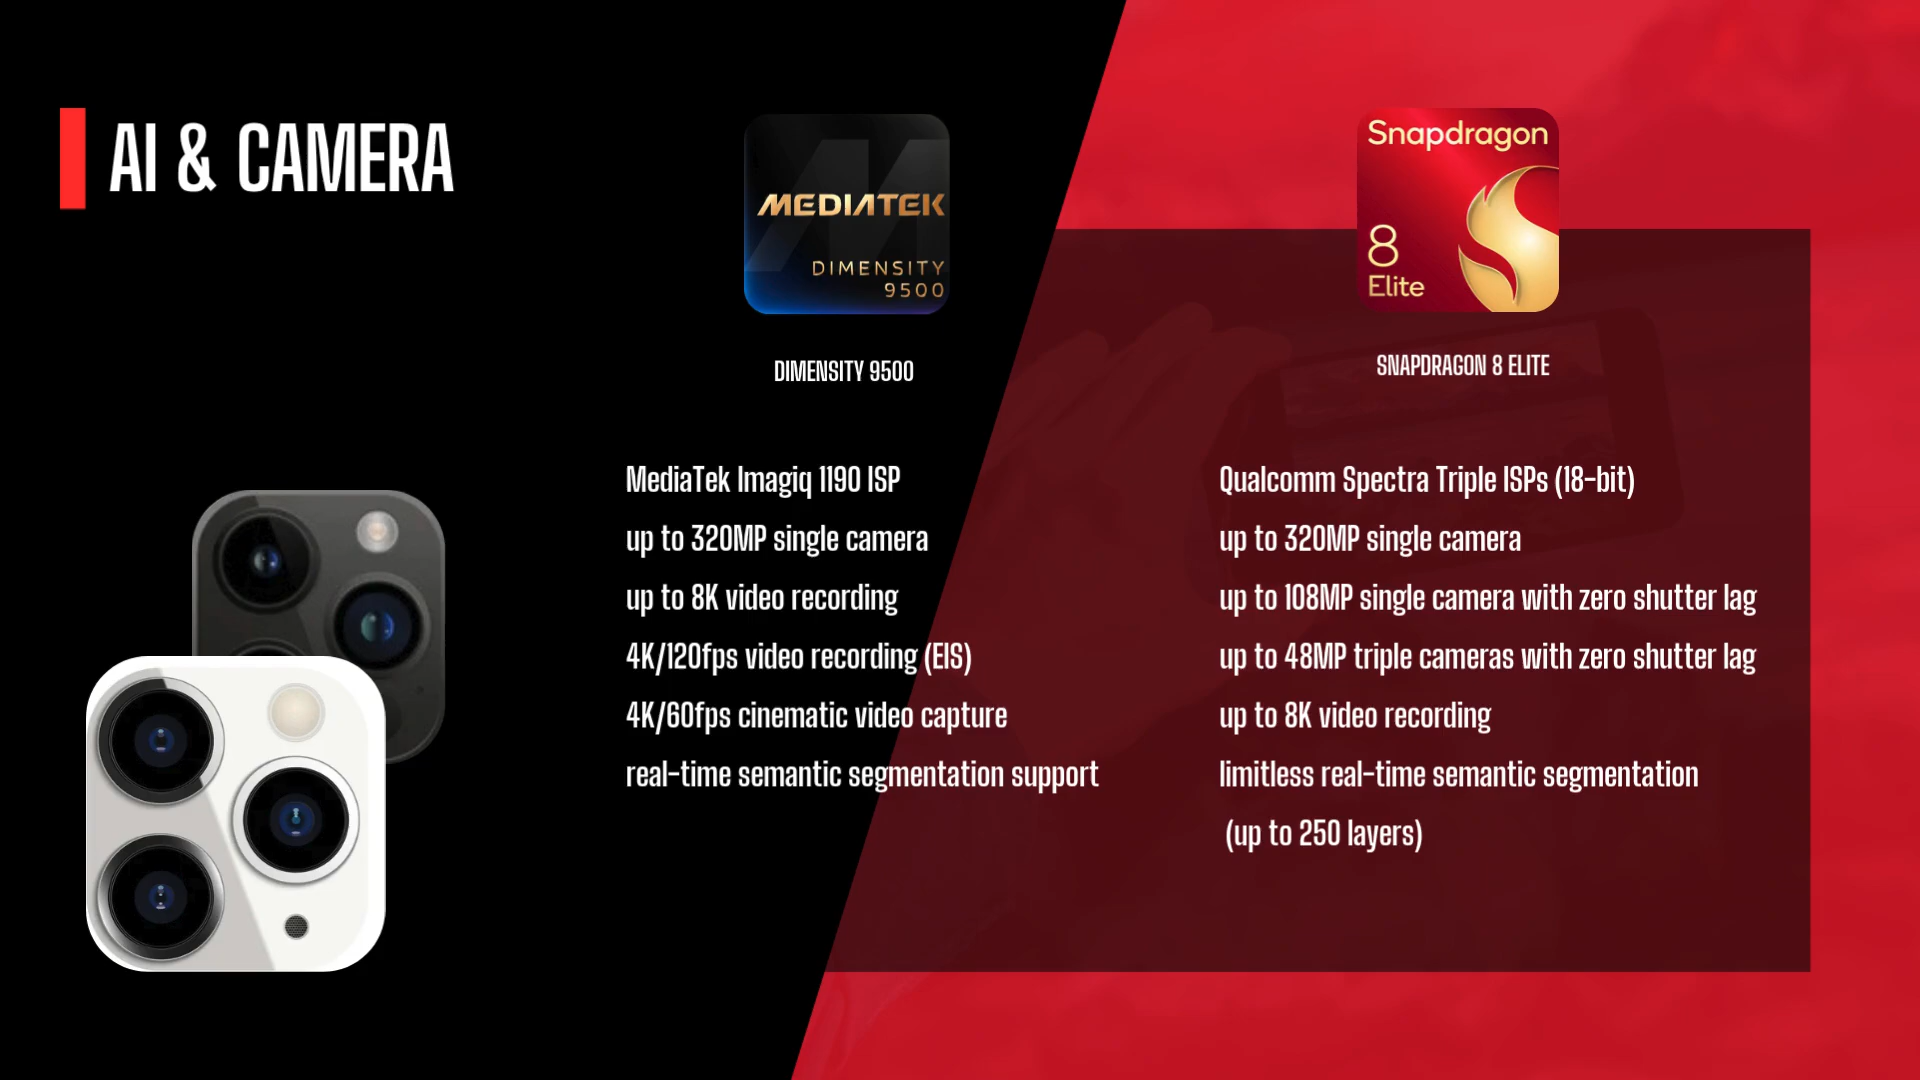 AI & CAMERA
MEDIATEK
DIMENSITY
9500
DIMENSITY 9500
MediaTek Imagiq 1190 ISP
up to 320MP single camera
up to 8K video recording
4K/120fps video recording (EIS)
4K/60fps cinematic video capture
real-time semantic segmentation support
Snapdragon
8
Elite
SNAPDRAGON 8 ELITE
Qualcomm Spectra Triple ISPs (18-bit)
up to 320MP single camera
up to 108MP single camera with zero shutter lag
up to 48MP triple cameras with zero shutter lag
up to 8K video recording
limitless real-time semantic segmentation
(up to 250 layers)